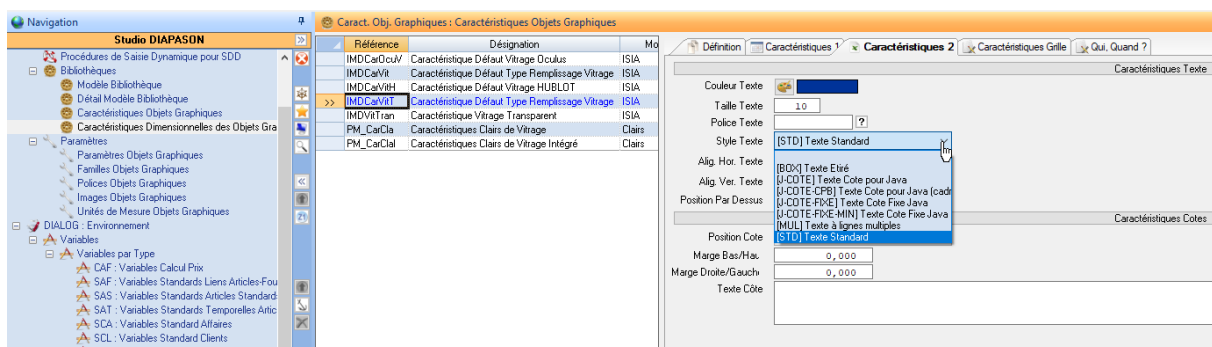 Navigation
Studio DIAPASON
Procédures de Saisie Dynamique pour SDD
Bibliothèques
Modèle Bibliothèque
Détail Modèle Bibliothèque
Caractéristiques Objets Graphiques
Caractéristiques Dimensionnelles des Objets Gra
Paramètres
Paramètres Objets Graphiques
Familles Objets Graphiques
Polices Objets Graphiques
Images Objets Graphiques
Unités de Mesure Objets Graphiques
DIALOG : Environnement
Variables
Variables par Type
CAF : Variables Calcul Prix
SAF : Variables Standards Liens Articles-Fou
SAS : Variables Standards Articles Standard
SAT : Variables Standards Temporelles Artic
SCA : Variables Standard Affaires
SCL : Variables Standard Clients
Caract. Obj. Graphiques : Caractéristiques Objets Graphiques
Référence Désignation Mo
IMDCarOcuV Caractéristique Défaut Vitrage Oculus ISIA
IMDCarVit Caractéristique Défaut Type Remplissage Vitrage ISIA
IMDCarVitH Caractéristique Défaut Vitrage HUBLOT ISIA
>> IMDCarVitT Caractéristique Défaut Type Remplissage Vitrage ISIA
IMDVitTran Caractéristique Vitrage Transparent ISIA
PM_CarCla Caractéristiques Clairs de Vitrage Clairs
PM_CarClaI Caractéristiques Clairs de Vitrage Intégré Clairs
Définition Caractéristiques 1 Caractéristiques 2 Caractéristiques Grille Qui, Quand ?
Caractéristiques Texte
Couleur Texte
Taille Texte 10
Police Texte ?
Style Texte [STD] Texte Standard
Alig. Hor. Texte
Alig. Ver. Texte
Position Par Dessus
[BOX] Texte Etiré
[J-COTE] Texte Cote pour Java
[J-COTE-CPB] Texte Cote pour Java (cadr
[J-COTE-FIXE] Texte Cote Fixe Java
[J-COTE-FIXE-MIN] Texte Cote Fixe Java
[MUL] Texte à lignes multiples
[STD] Texte Standard
Caractéristiques Cotes
Position Cote
Marge Bas/Hau 0,000
Marge Droite/Gauch 0,000
Texte Côte